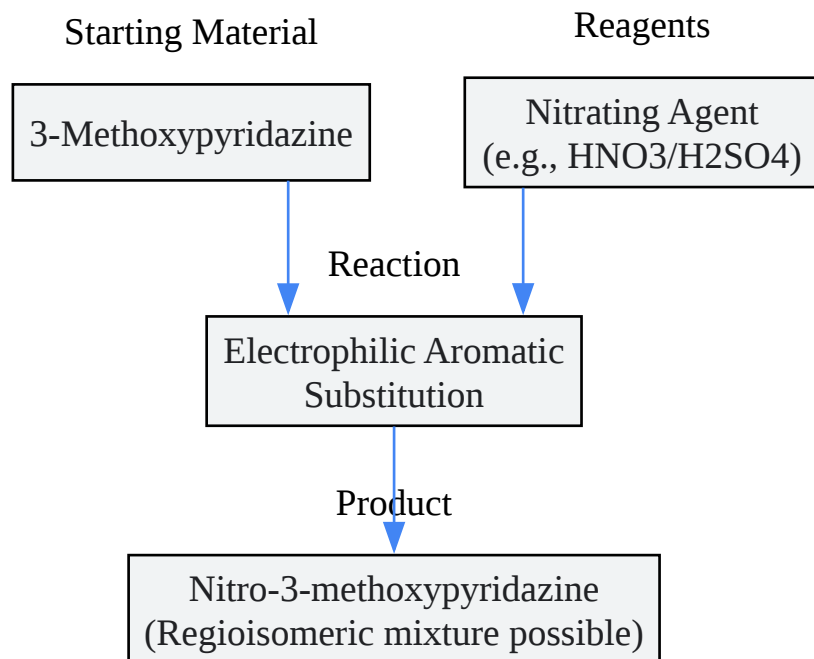 Starting Material
Reagents
3-Methoxypyridazine
Nitrating Agent
(e.g., HNO3/H2SO4)
Reaction
Electrophilic Aromatic
Substitution
Product
Nitro-3-methoxypyridazine
(Regioisomeric mixture possible)